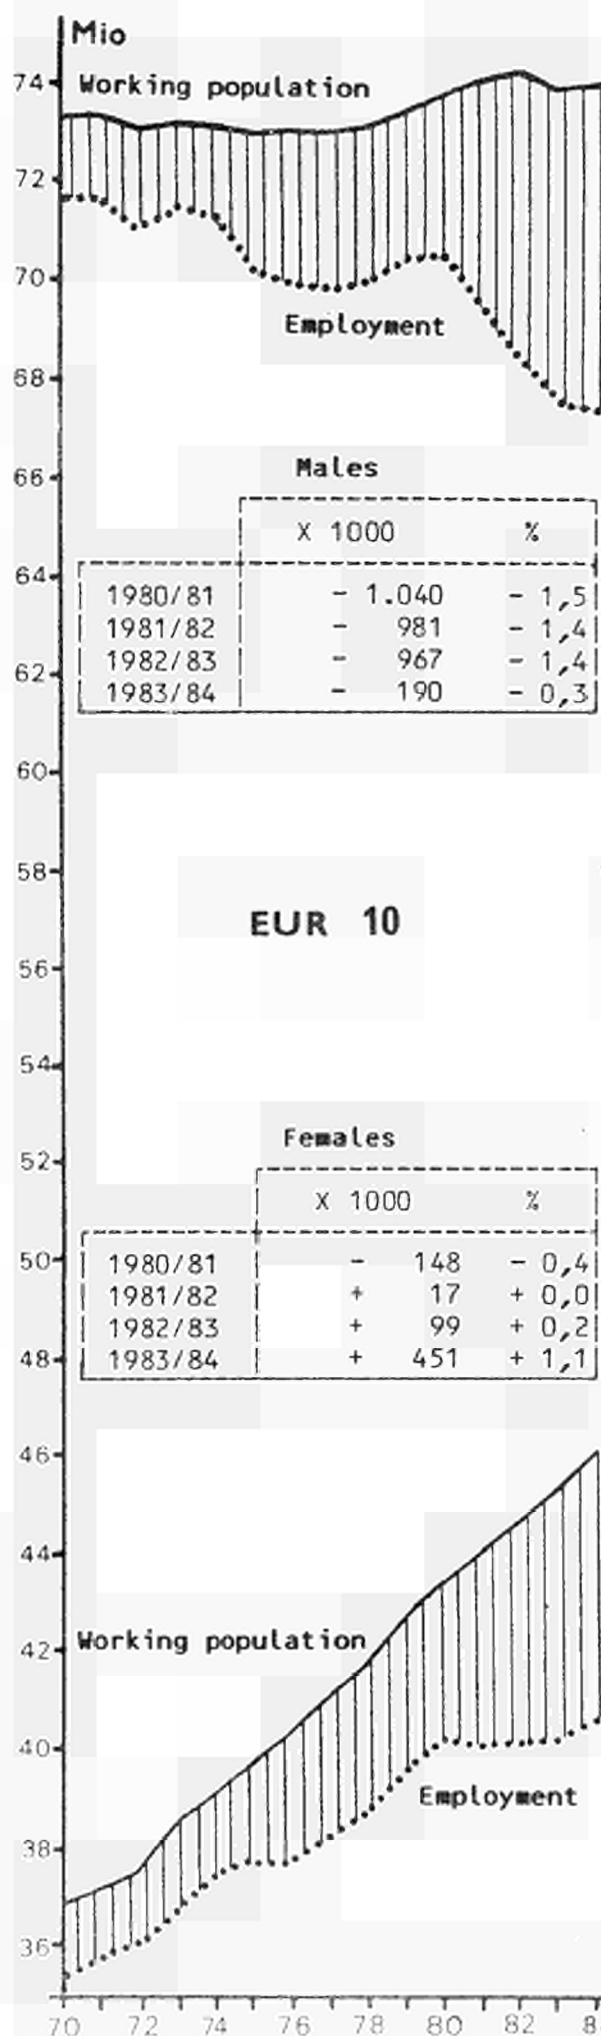 Mio
74
Working population
72
70
Employment
68
Males
66
X 1000 %
64
1980/81 - 1.040 - 1,5
1981/82 - 981 - 1,4
1982/83 - 967 - 1,4
62
1983/84 - 190 - 0,3
60
58
EUR 10
56
54
Females
52
X 1000 %
50
1980/81 - 148 - 0,4
1981/82 + 17 + 0,0
1982/83 + 99 + 0,2
48
1983/84 + 451 + 1,1
46
44
42
Working population
40
Employment
38
36
70 72 74 76 78 80 82 8